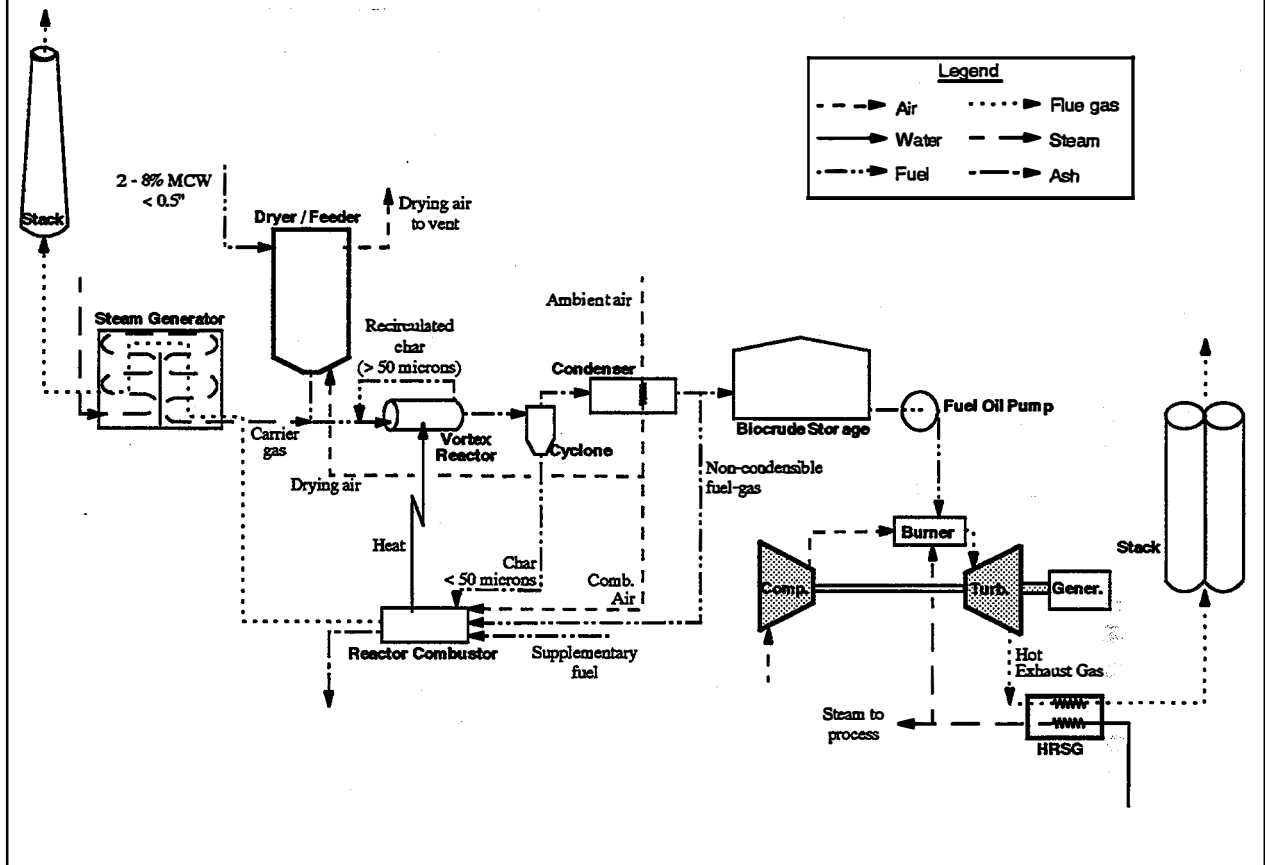 Legend
Air
Flue gas
Water
Steam
Fuel
Ash
Stack
2 - 8% MCW
< 0.5"
Dryer / Feeder
Drying air
to vent
Steam Generator
Recirculated
char
(> 50 microns)
Ambient air
Condenser
Carrier
gas
Vortex
Reactor
Cyclone
Biocrude Storage
Fuel Oil Pump
Drying air
Non-condensible
fuel-gas
Heat
Char
< 50 microns
Comb.
Air
Reactor Combustor
Supplementary
fuel
Burner
Comp.
Turb.
Gener.
Stack
Hot
Exhaust Gas
Steam to
process
HRSG